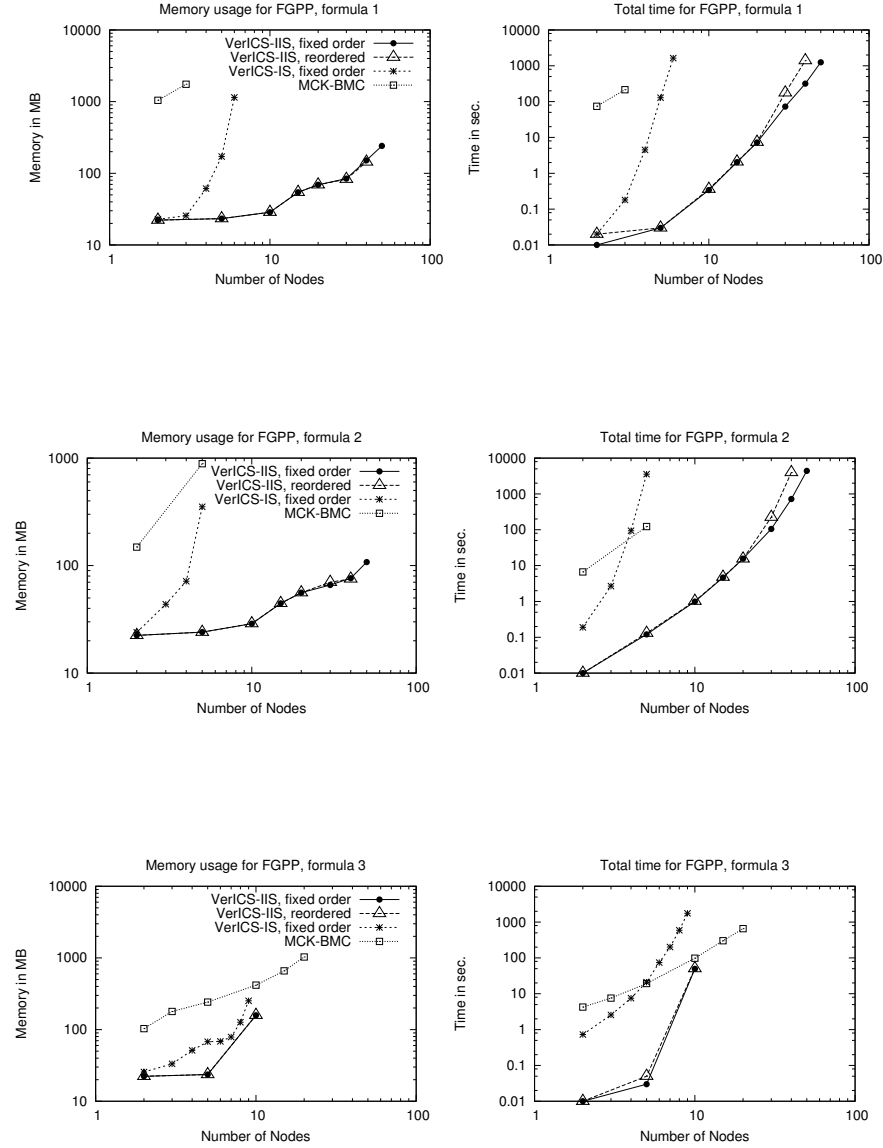 Memory usage for FGPP, formula 1
10000
1000
100
10
1
10
100
Memory in MB
Number of Nodes
VerICS-IIS, fixed order
VerICS-IIS, reordered
VerICS-IS, fixed order
MCK-BMC
Total time for FGPP, formula 1
10000
1000
100
10
1
0.1
0.01
1
10
100
Time in sec.
Number of Nodes
Memory usage for FGPP, formula 2
1000
100
10
1
10
100
Memory in MB
Number of Nodes
VerICS-IIS, fixed order
VerICS-IIS, reordered
VerICS-IS, fixed order
MCK-BMC
Total time for FGPP, formula 2
10000
1000
100
10
1
0.1
0.01
1
10
100
Time in sec.
Number of Nodes
Memory usage for FGPP, formula 3
10000
1000
100
10
1
10
100
Memory in MB
Number of Nodes
VerICS-IIS, fixed order
VerICS-IIS, reordered
VerICS-IS, fixed order
MCK-BMC
Total time for FGPP, formula 3
10000
1000
100
10
1
0.1
0.01
1
10
100
Time in sec.
Number of Nodes